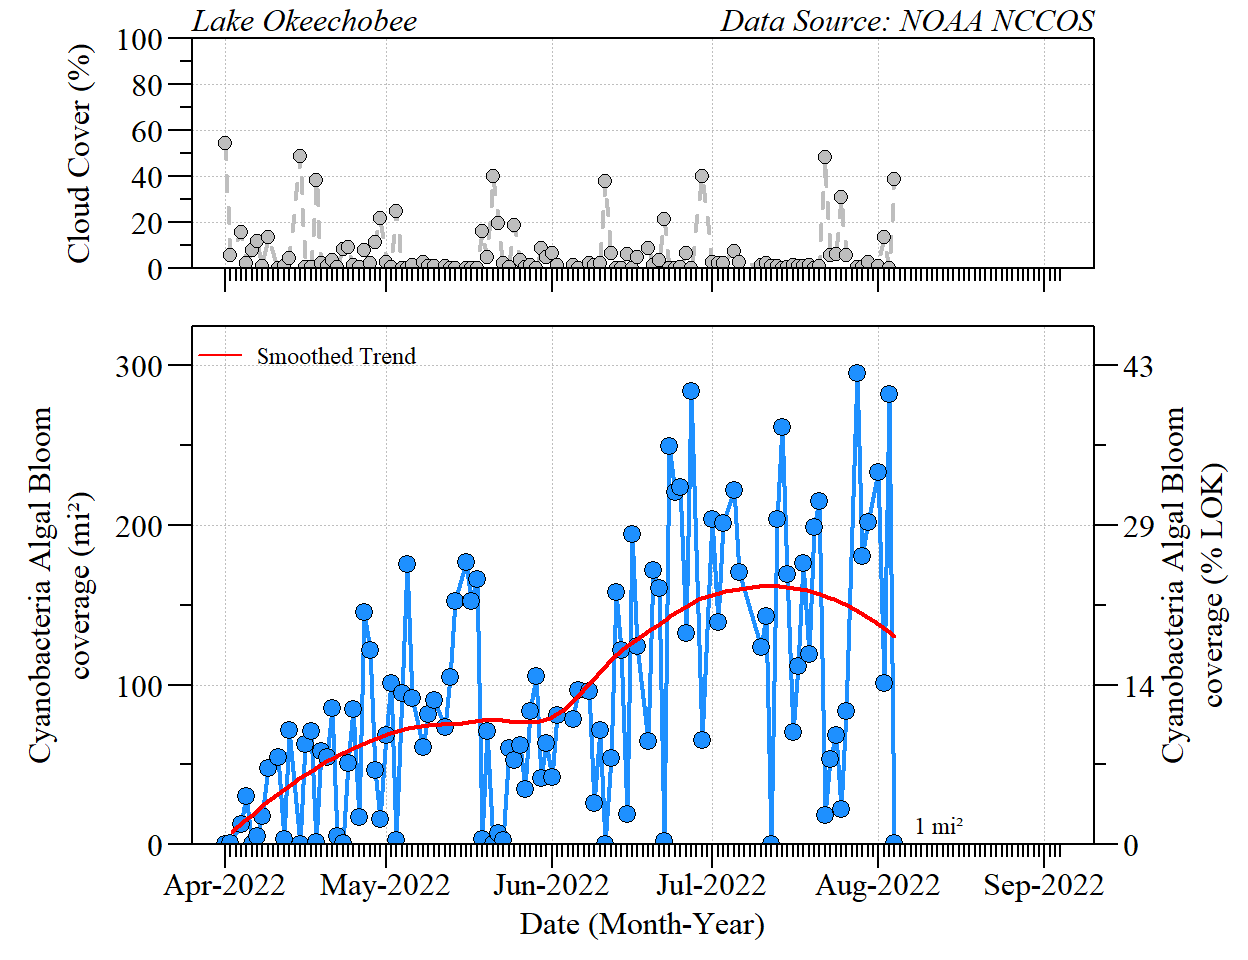 Lake Okeechobee
Data Source: NOAA NCCOS
Cloud Cover (%)
100
80
60
40
20
0
Smoothed Trend
Cyanobacteria Algal Bloom
coverage (mi²)
300
200
100
0
43
29
14
0
Cyanobacteria Algal Bloom
coverage (% LOK)
1 mi²
Apr-2022
May-2022
Jun-2022
Jul-2022
Aug-2022
Sep-2022
Date (Month-Year)